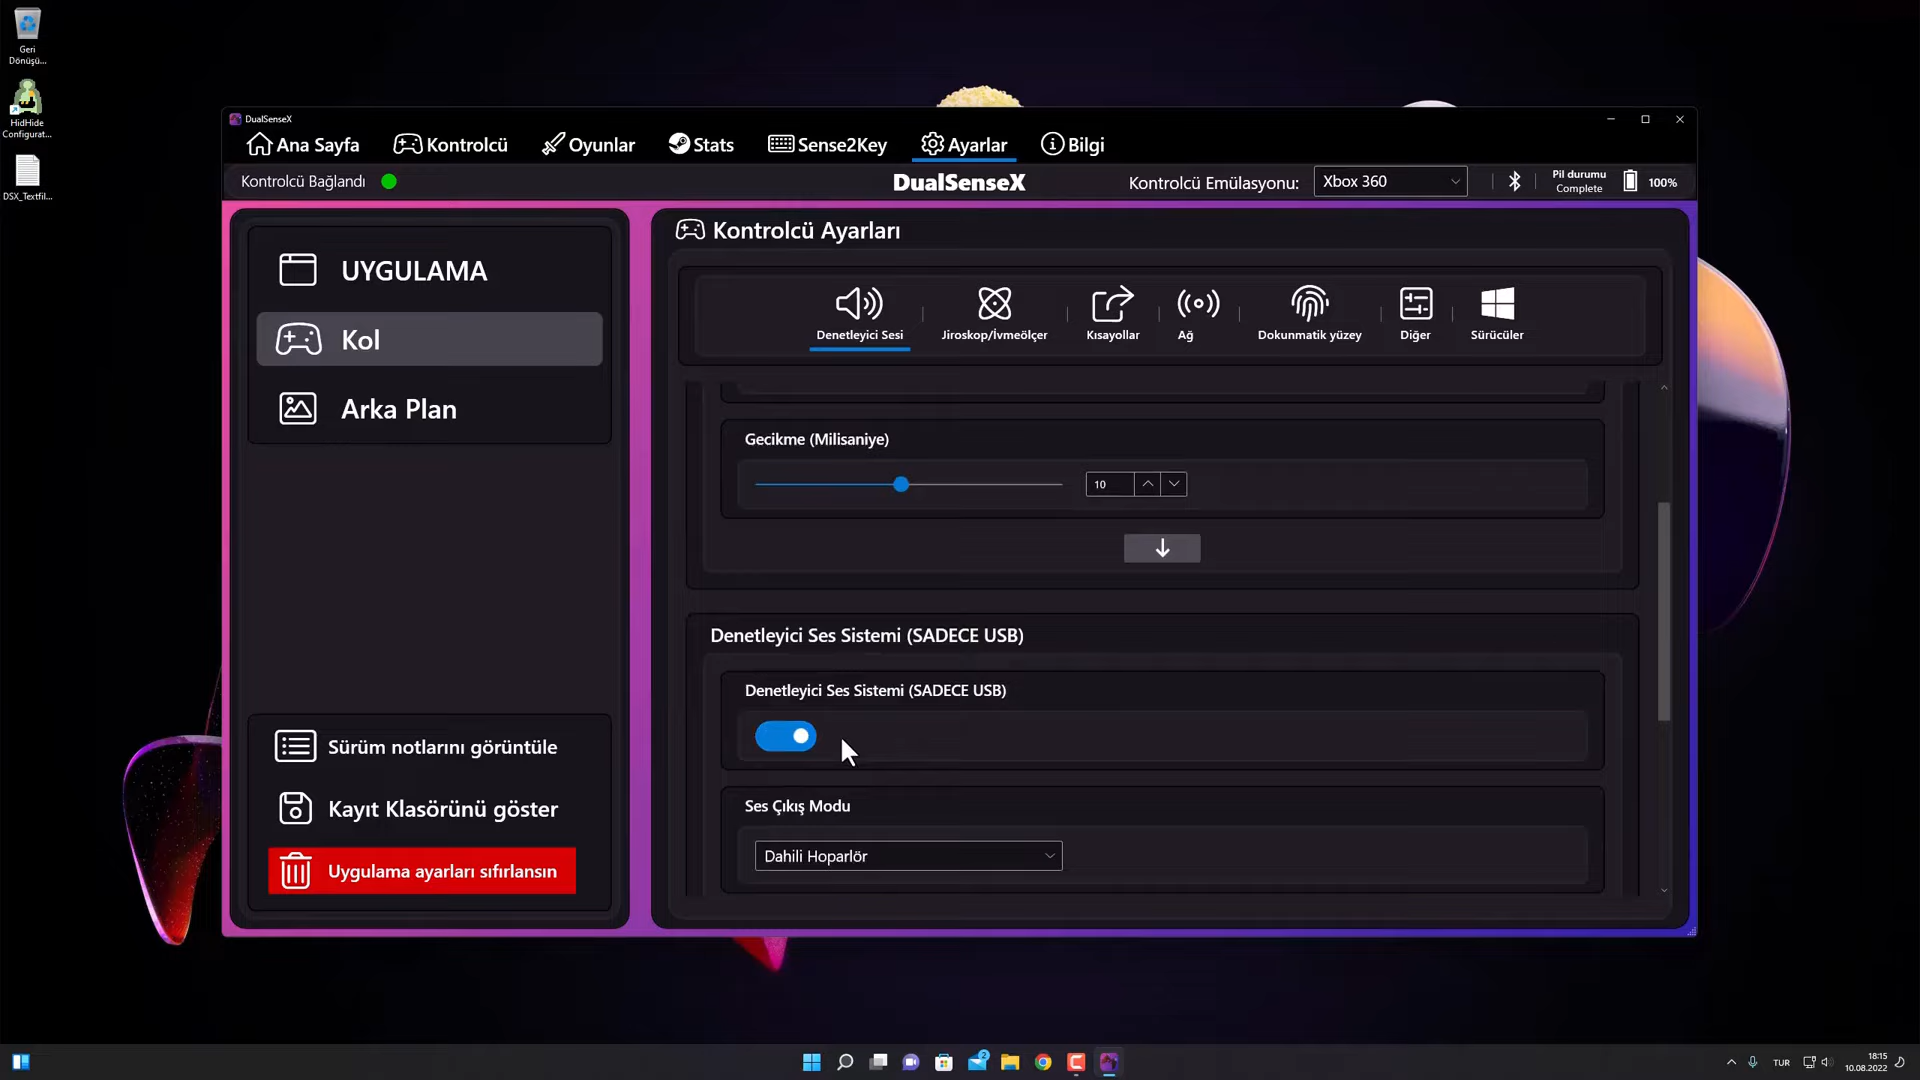 Geri
Dönüşü...
HidHide
Configurat...
DSX_Textfil...
DualSenseX
Ana Sayfa
Kontrolcü
Oyunlar
Stats
Sense2Key
Ayarlar
Bilgi
Kontrolcü Bağlandı
DualSenseX
Kontrolcü Emülasyonu:
Xbox 360
Pil durumu
Complete
100%
UYGULAMA
Kol
Arka Plan
Sürüm notlarını görüntüle
Kayıt Klasörünü göster
Uygulama ayarları sıfırlansın
Kontrolcü Ayarları
Denetleyici Sesi
Jiroskop/İvmeölçer
Kısayollar
Ağ
Dokunmatik yüzey
Diğer
Sürücüler
Gecikme (Milisaniye)
10
Denetleyici Ses Sistemi (SADECE USB)
Denetleyici Ses Sistemi (SADECE USB)
Ses Çıkış Modu
Dahili Hoparlör
2
TUR
18:15
10.08.2022